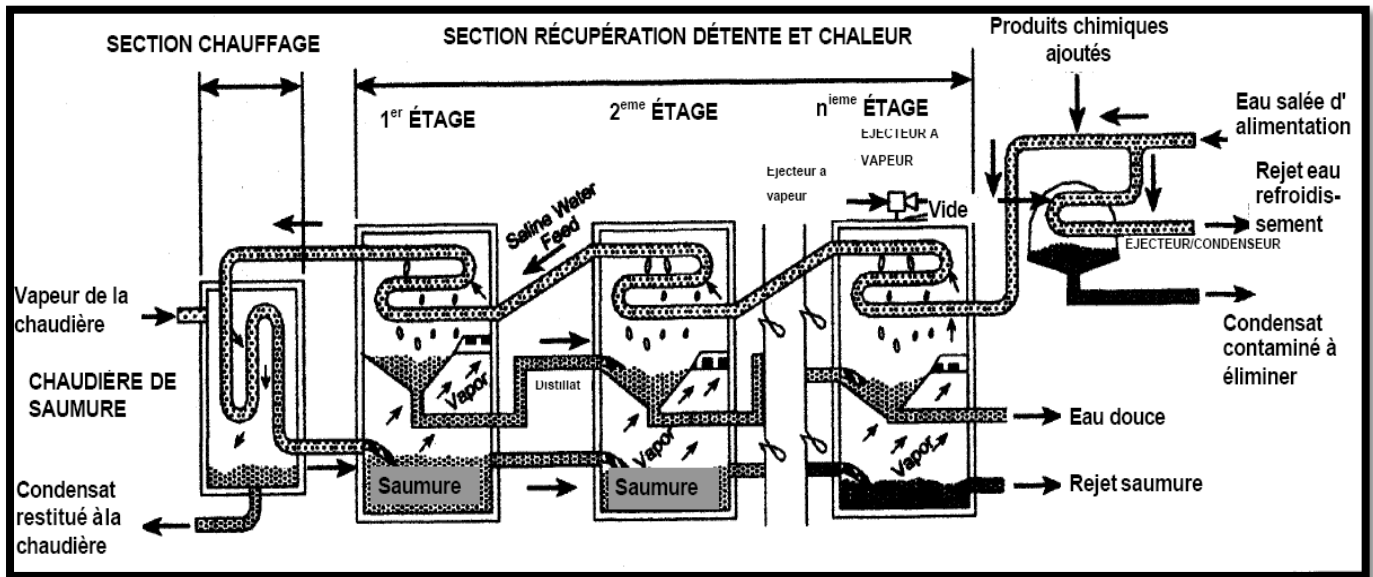 SECTION CHAUFFAGE
SECTION RÉCUPÉRATION DÉTENTE ET CHALEUR
Produits chimiques
ajoutés
1er ÉTAGE
2eme ÉTAGE
nieme ÉTAGE
EJECTEUR A
VAPEUR
Ejecteur a
vapeur
Vide
Eau salée d'
alimentation
Rejet eau
refroidis-
sement
ÉJECTEUR/CONDENSEUR
Saline Water
Feed
Vapeur de la
chaudière
CHAUDIÈRE DE
SAUMURE
Condensat
restitué à la
chaudière
Vapor
Distillat
Vapor
Vapor
Saumure
Saumure
Condensat
contaminé à
éliminer
Eau douce
Rejet saumure